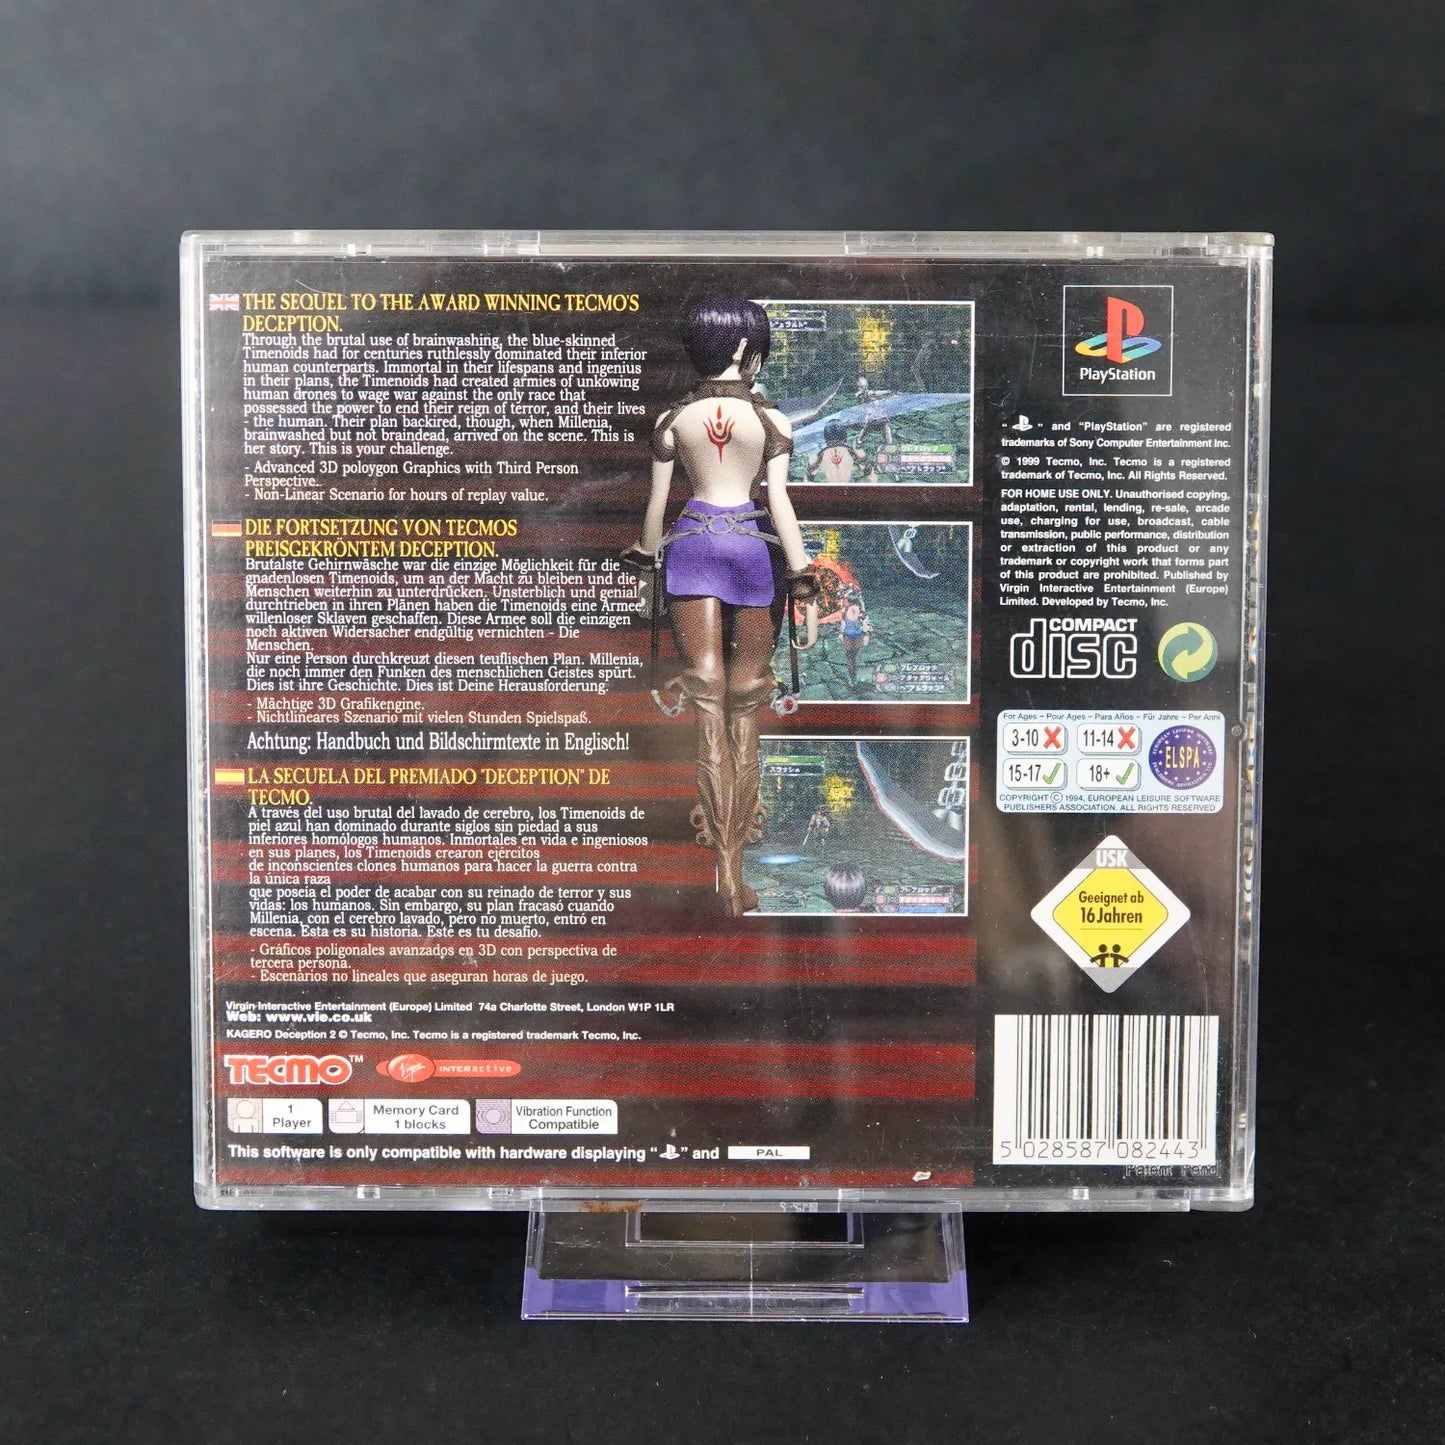 THE SEQUEL TO THE AWARD WINNING TECMO'S
DECEPTION.
Through the brutal use of brainwashing, the blue-skinned
Timenoids had for centuries ruthlessly dominated their inferior
human counterparts. Immortal in their lifespans and ingenius
in their plans, the Timenoids had created armies of unkowing
human drones to wage war against the only race that
possessed the power to end their reign of terror, and their lives
- the human. Their plan backired, though, when Millenia,
brainwashed but not braindead, arrived on the scene. This is
her story. This is your challenge.
- Advanced 3D poloygon Graphics with Third Person
Perspective.
- Non-Linear Scenario for hours of replay value.
DIE FORTSETZUNG VON TECMOS
PREISGEKRÖNTEM DECEPTION.
Brutalste Gehirnwäsche war die einzige Möglichkeit für die
gnadenlosen Timenoids, um an der Macht zu bleiben und die
Menschen weiterhin zu unterdrücken. Unsterblich und genial
durchtrieben in ihren Plänen haben die Timenoids eine Armee
willenloser Sklaven geschaffen. Diese Armee soll die einzigen
noch aktiven Widersacher endgültig vernichten - Die
Menschen.
Nur eine Person durchkreuzt diesen teuflischen Plan. Millenia,
die noch immer den Funken des menschlichen Geistes spürt.
Dies ist ihre Geschichte. Dies ist Deine Herausforderung.
- Mächtige 3D Grafikengine.
- Nichtlineares Szenario mit vielen Stunden Spielspaß.
Achtung: Handbuch und Bildschirmtexte in Englisch!
LA SECUELA DEL PREMIADO "DECEPTION" DE
TECMO.
A través del uso brutal del lavado de cerebro, los Timenoids de
piel azul han dominado durante siglos sin piedad a sus
inferiores homólogos humanos. Inmortales en vida e ingeniosos
en sus planes, los Timenoids crearon ejércitos
de inconscientes clones humanos para hacer la guerra contra
la única raza
que poseía el poder de acabar con su reinado de terror y sus
vidas: los humanos. Sin embargo, su plan fracasó cuando
Millenia, con el cerebro lavado, pero no muerto, entró en
escena. Esta es su historia. Este es tu desafío.
- Gráficos poligonales avanzados en 3D con perspectiva de
tercera persona.
- Escenarios no lineales que aseguran horas de juego.
Virgin Interactive Entertainment (Europe) Limited 74a Charlotte Street, London W1P 1LR
Web: www.vie.co.uk
KAGERO Deception 2 © Tecmo, Inc. Tecmo is a registered trademark Tecmo, Inc.
TECMO™
Virgin INTERactive
1
Player
Memory Card
1 blocks
Vibration Function
Compatible
This software is only compatible with hardware displaying " " and PAL
スラッシュ
PlayStation
" " and "PlayStation" are registered
trademarks of Sony Computer Entertainment Inc.
© 1999 Tecmo, Inc. Tecmo is a registered
trademark of Tecmo, Inc. All Rights Reserved.
FOR HOME USE ONLY. Unauthorised copying,
adaptation, rental, lending, re-sale, arcade
use, charging for use, broadcast, cable
transmission, public performance, distribution
or extraction of this product or any
trademark or copyright work that forms part
of this product are prohibited. Published by
Virgin Interactive Entertainment (Europe)
Limited. Developed by Tecmo, Inc.
COMPACT
disc
For Ages – Pour Ages – Para Años – Für Jahre – Per Anni
3-10 11-14
15-17 18+
ELSPA
COPYRIGHT © 1994, EUROPEAN LEISURE SOFTWARE
PUBLISHERS ASSOCIATION. ALL RIGHTS RESERVED
USK
Geeignet ab
16 Jahren
5 028587 082443